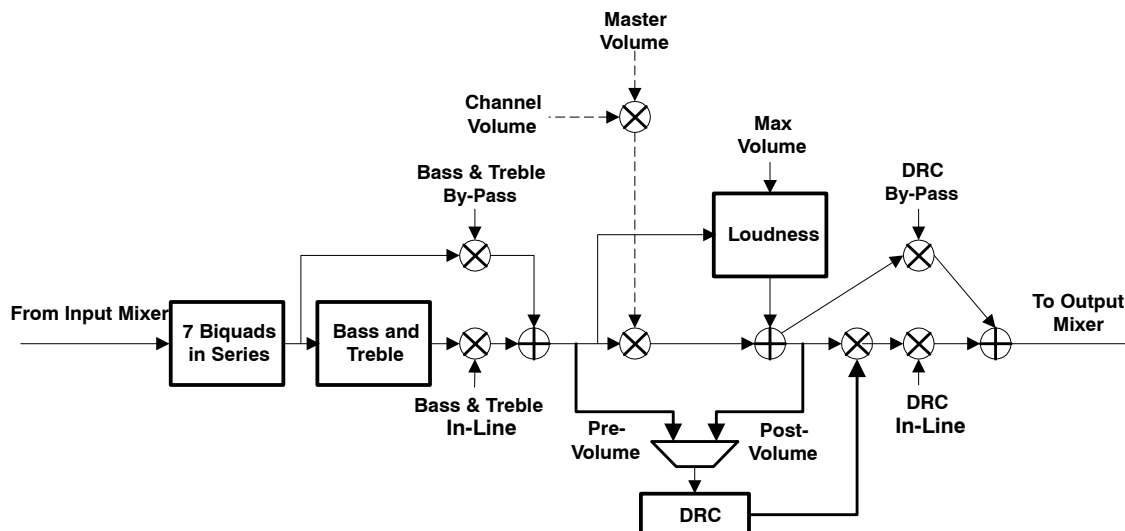 Master
Volume
Channel
Volume
Max
Volume
Bass & Treble
By-Pass
DRC
By-Pass
Loudness
From Input Mixer
7 Biquads
in Series
Bass and
Treble
To Output
Mixer
Bass & Treble
In-Line
DRC
In-Line
Pre-
Volume
Post-
Volume
DRC